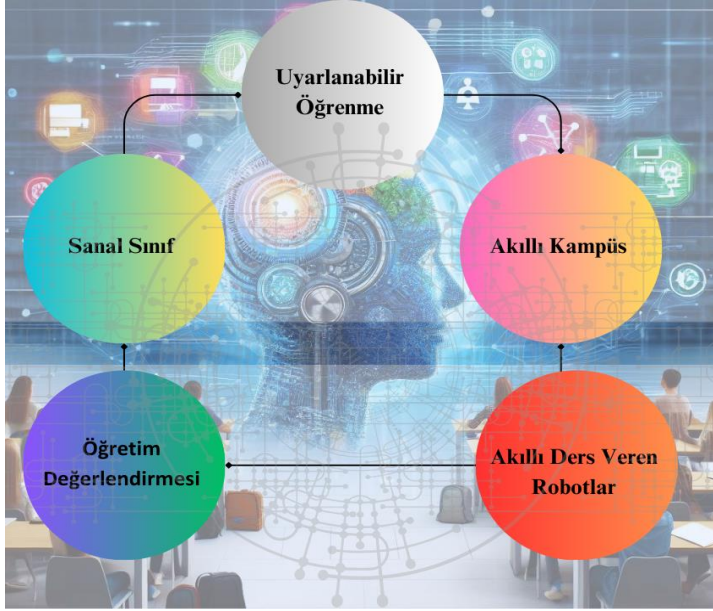 Uyarlanabilir
Öğrenme
Sanal Sınıf
Akıllı Kampüs
Öğretim
Değerlendirmesi
Akıllı Ders Veren
Robotlar